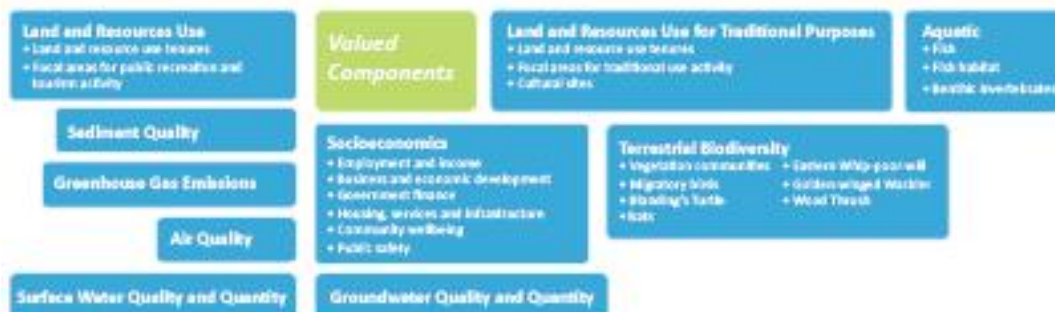 Land and Resources Use
• Land and resource use tenures
• Focal areas for public recreation and
tourism activity
Valued
Components
Land and Resources Use for Traditional Purposes
• Land and resource use tenures
• Focal areas for traditional use activity
• Cultural sites
Aquatic
• Fish
• Fish habitat
• Benthic invertebrates
Sediment Quality
Greenhouse Gas Emissions
Air Quality
Surface Water Quality and Quantity
Socioeconomics
• Employment and income
• Business and economic development
• Government finance
• Housing, services and infrastructure
• Community wellbeing
• Public safety
Groundwater Quality and Quantity
Terrestrial Biodiversity
• Vegetation communities
• Migratory birds
• Blanding's Turtle
• Bats
• Eastern Whip-poor-will
• Golden-winged Warbler
• Wood Thrush